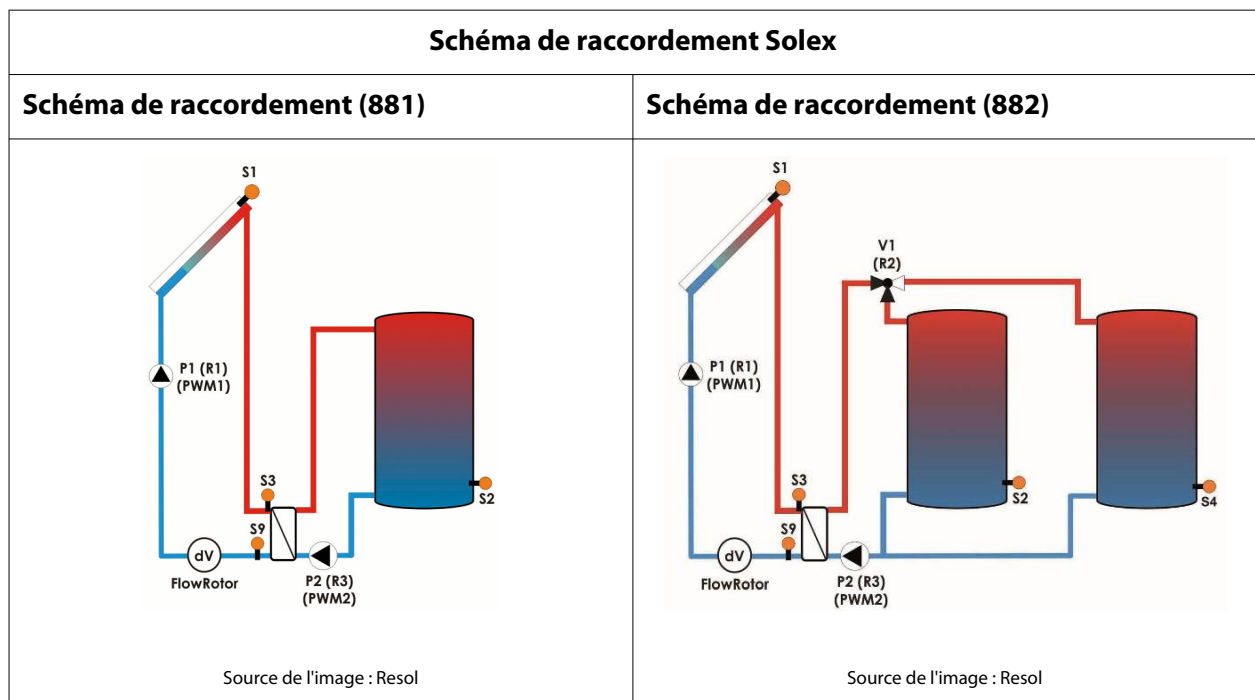 Schéma de raccordement Solex
Schéma de raccordement (881)
Schéma de raccordement (882)
S1
P1 (R1)
(PWM1)
S3
S9
S2
dV
FlowRotor
P2 (R3)
(PWM2)
Source de l'image : Resol
S1
V1
(R2)
P1 (R1)
(PWM1)
S3
S9
S2
S4
dV
FlowRotor
P2 (R3)
(PWM2)
Source de l'image : Resol